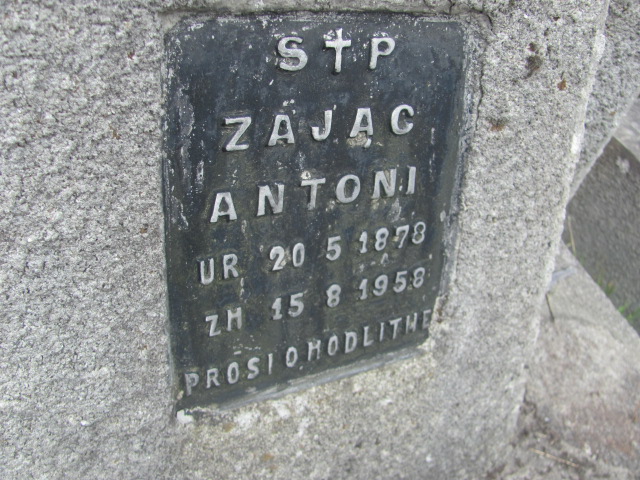 S † P
ZAJĄC
ANTONI
UR 20 5 1878
ZM 15 8 1958
PROSI O MODLITWE